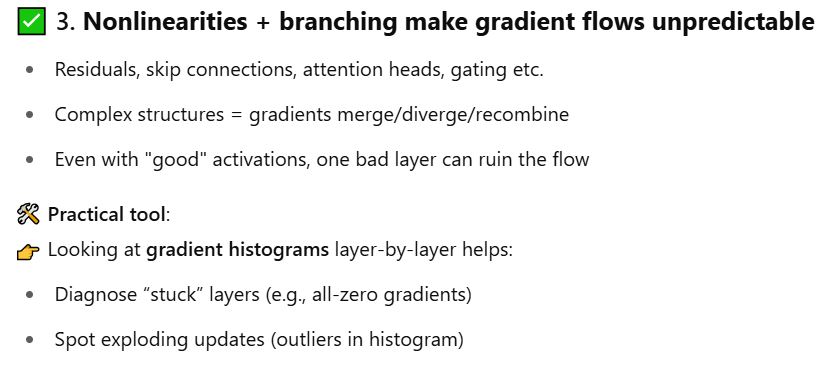 ✅ 3. Nonlinearities + branching make gradient flows unpredictable
• Residuals, skip connections, attention heads, gating etc.
• Complex structures = gradients merge/diverge/recombine
• Even with "good" activations, one bad layer can ruin the flow
🛠 Practical tool:
👉 Looking at gradient histograms layer-by-layer helps:
• Diagnose “stuck” layers (e.g., all-zero gradients)
• Spot exploding updates (outliers in histogram)